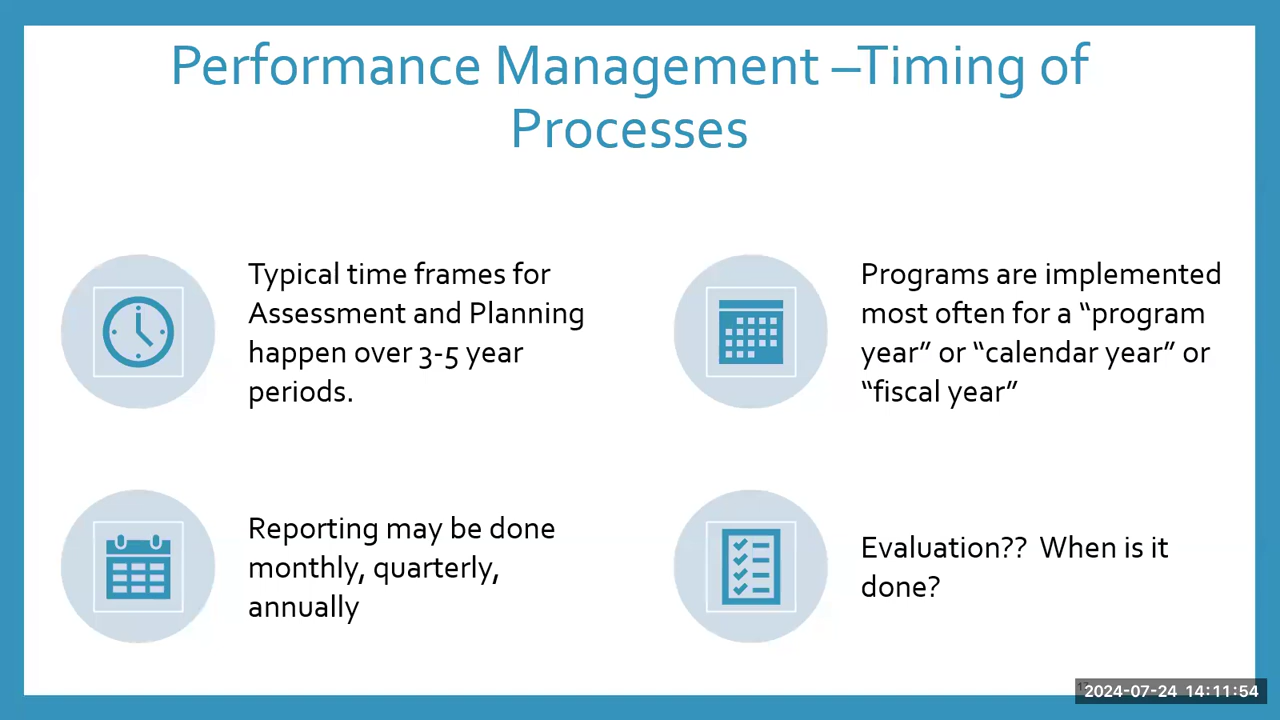 Performance Management –Timing of
Processes
Typical time frames for
Assessment and Planning
happen over 3-5 year
periods.
Programs are implemented
most often for a “program
year” or “calendar year” or
“fiscal year”
Reporting may be done
monthly, quarterly,
annually
Evaluation??  When is it
done?
2024-07-24 14:11:54